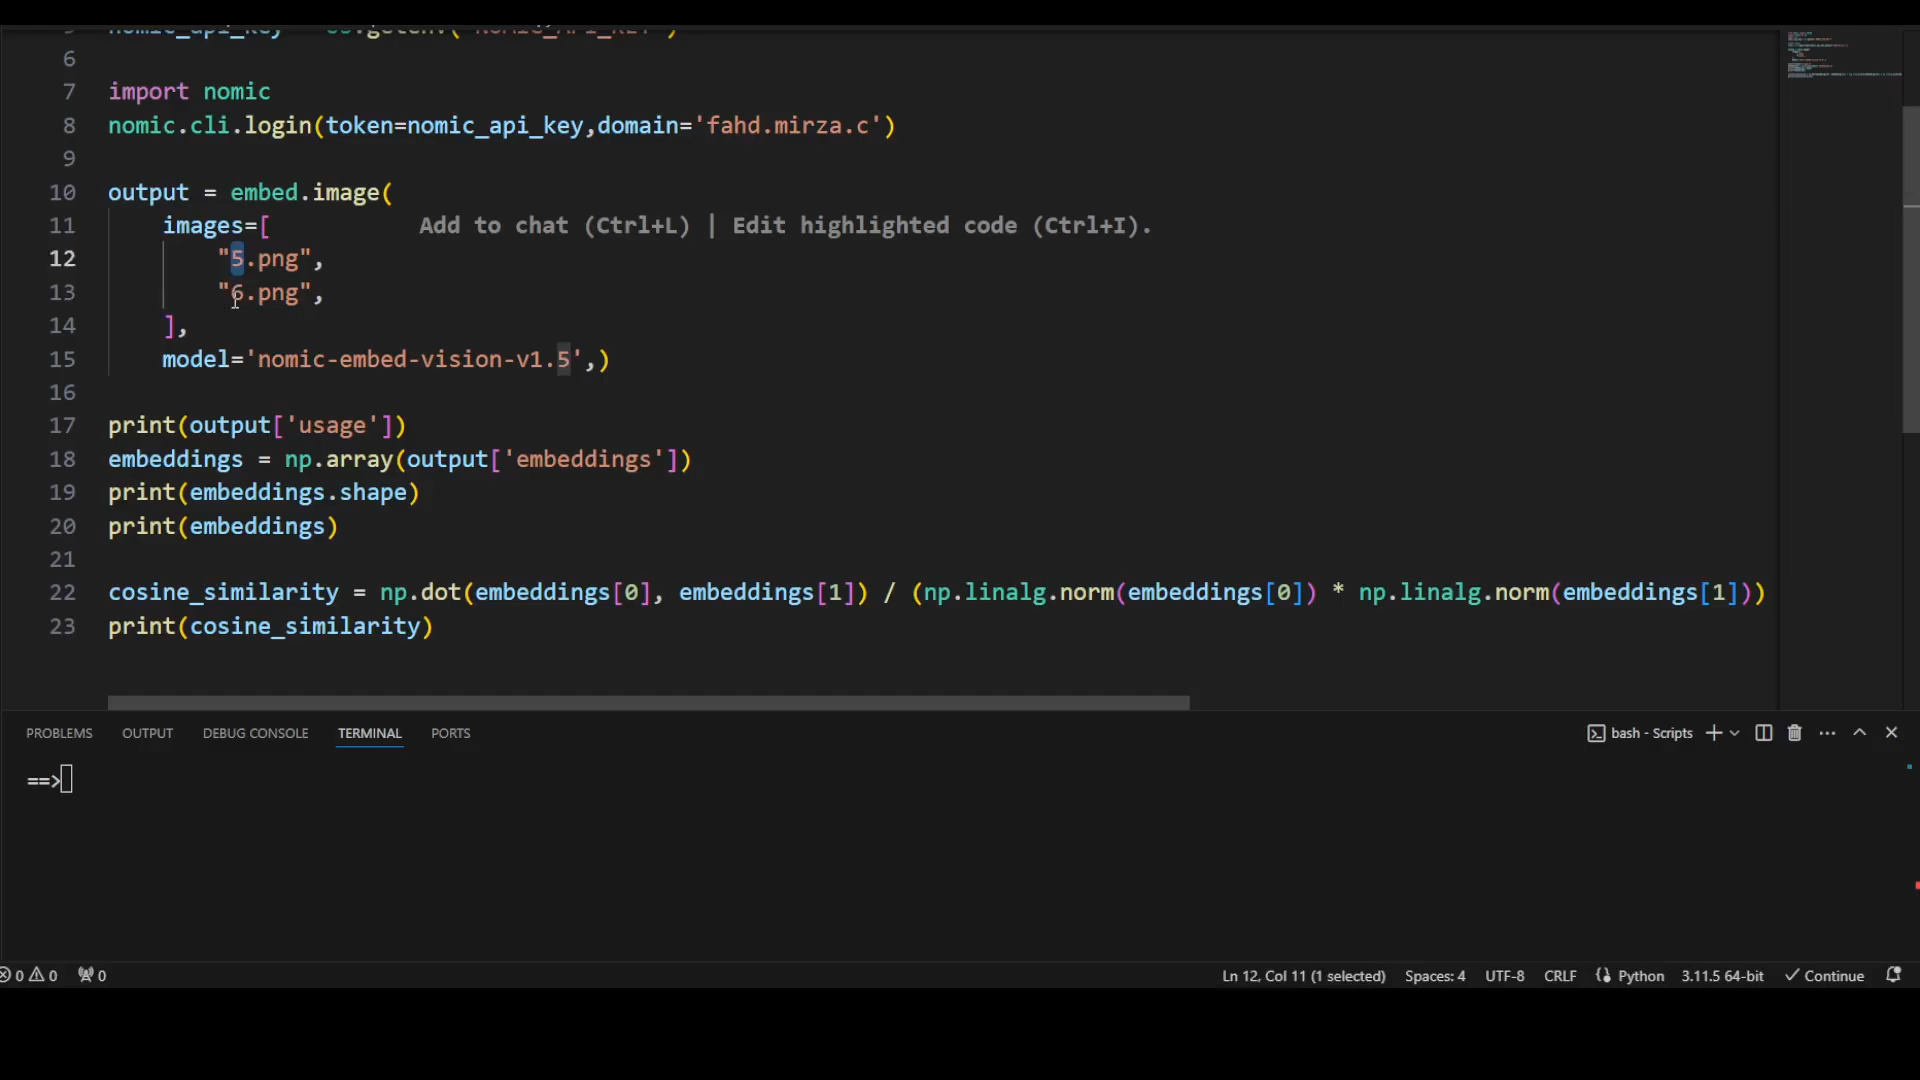 6
7 import nomic
8 nomic.cli.login(token=nomic_api_key,domain='fahd.mirza.c')
9
10 output = embed.image(
11 images=[ Add to chat (Ctrl+L) | Edit highlighted code (Ctrl+I).
12 "5.png",
13 "6.png",
14 ],
15 model='nomic-embed-vision-v1.5',)
16
17 print(output['usage'])
18 embeddings = np.array(output['embeddings'])
19 print(embeddings.shape)
20 print(embeddings)
21
22 cosine_similarity = np.dot(embeddings[0], embeddings[1]) / (np.linalg.norm(embeddings[0]) * np.linalg.norm(embeddings[1]))
23 print(cosine_similarity)
PROBLEMS OUTPUT DEBUG CONSOLE TERMINAL PORTS bash - Scripts
==>
0 0 0 Ln 12, Col 11 (1 selected) Spaces: 4 UTF-8 CRLF Python 3.11.5 64-bit Continue